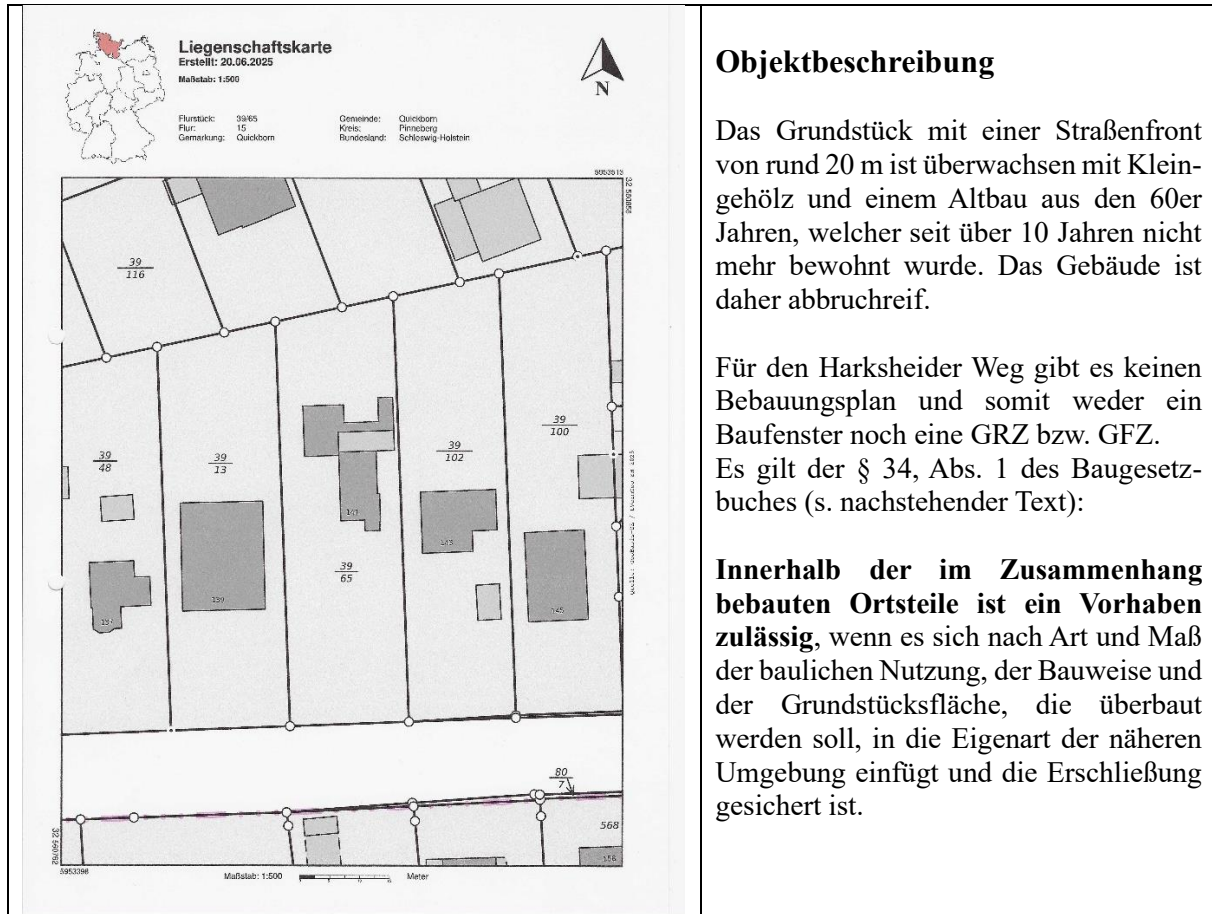 Liegenschaftskarte
Erstellt: 20.06.2025
Maßstab: 1:500
N
Flurstück: 39/65
Flur: 15
Gemarkung: Quickborn
Gemeinde: Quickborn
Kreis: Pinneberg
Bundesland: Schleswig-Holstein
39
116
39
48
39
13
39
102
39
100
39
65
137
139
141
143
145
80
7
568
5953398
Maßstab: 1:500
Meter
Objektbeschreibung
Das Grundstück mit einer Straßenfront
von rund 20 m ist überwachsen mit Klein-
gehölz und einem Altbau aus den 60er
Jahren, welcher seit über 10 Jahren nicht
mehr bewohnt wurde. Das Gebäude ist
daher abbruchreif.
Für den Harksheider Weg gibt es keinen
Bebauungsplan und somit weder ein
Baufenster noch eine GRZ bzw. GFZ.
Es gilt der § 34, Abs. 1 des Baugesetz-
buches (s. nachstehender Text):
Innerhalb der im Zusammenhang
bebauten Ortsteile ist ein Vorhaben
zulässig, wenn es sich nach Art und Maß
der baulichen Nutzung, der Bauweise und
der Grundstücksfläche, die überbaut
werden soll, in die Eigenart der näheren
Umgebung einfügt und die Erschließung
gesichert ist.